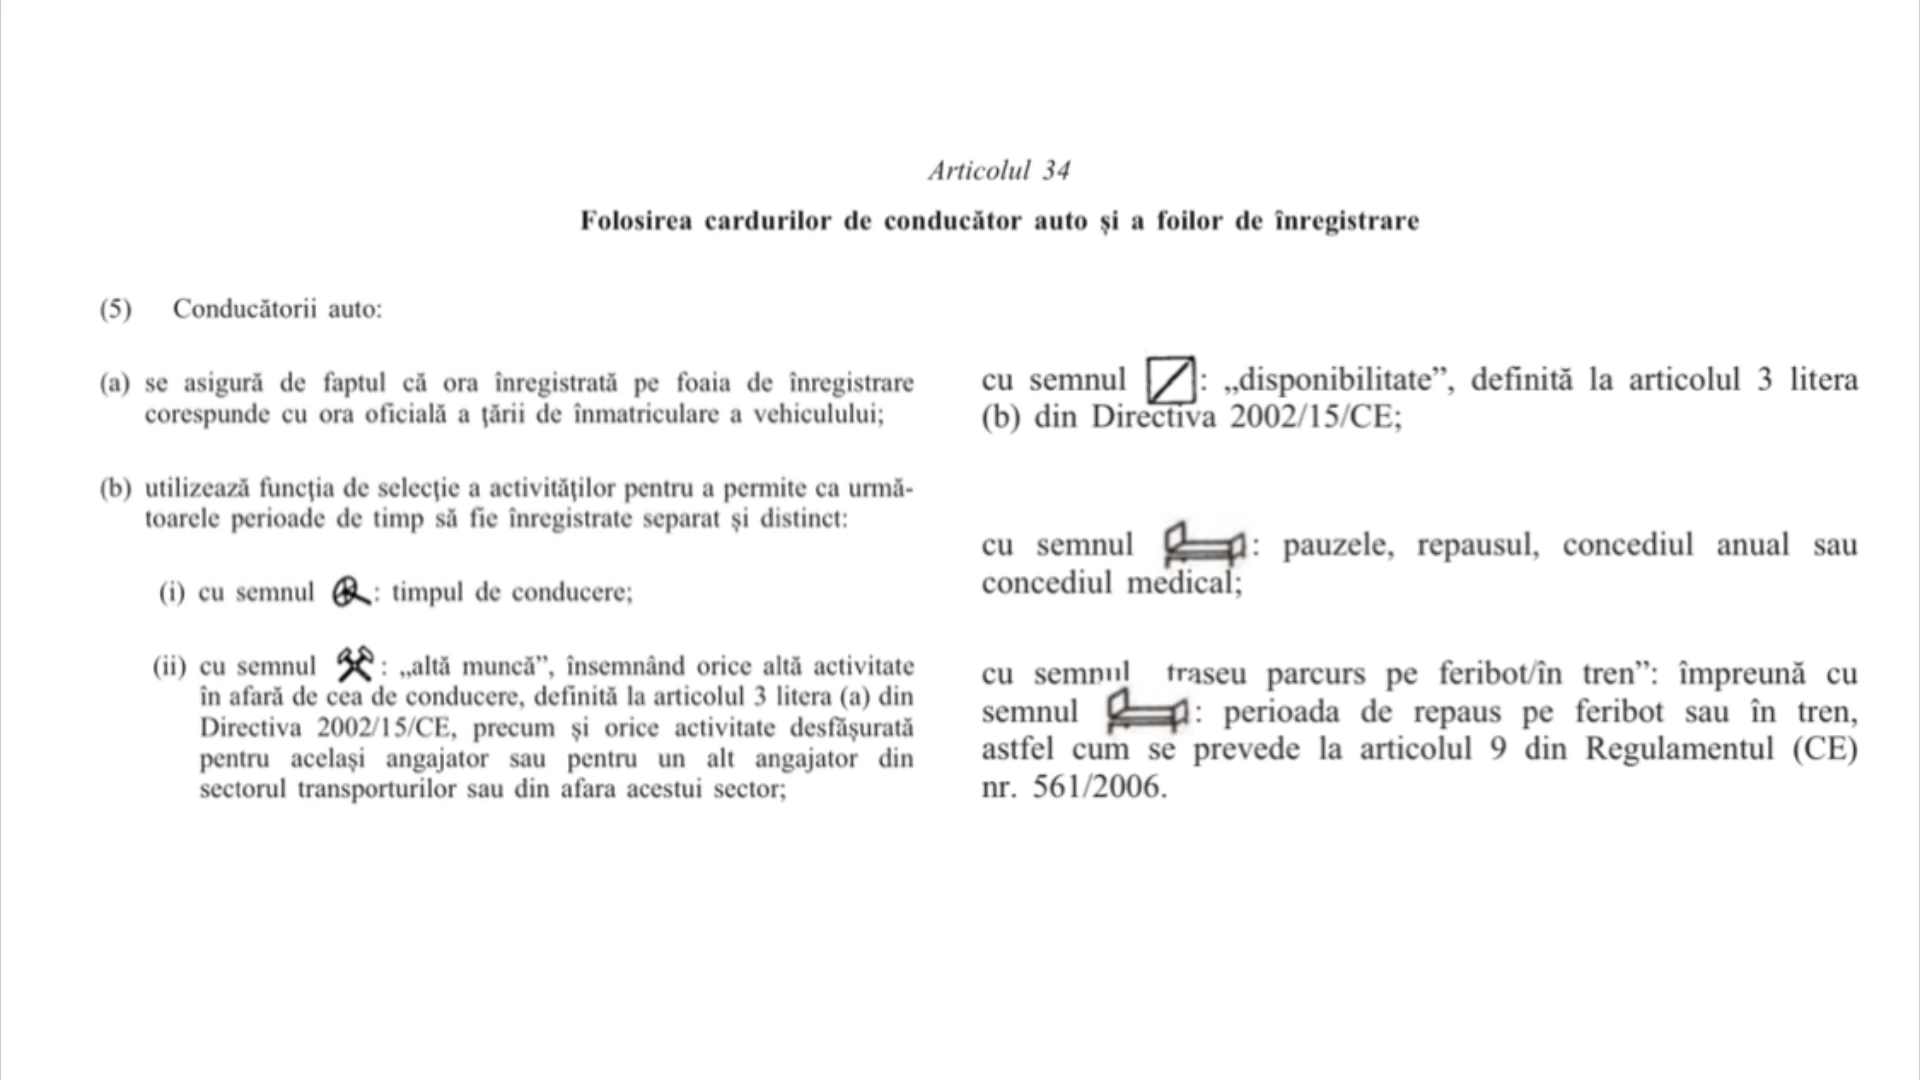 Articolul 34
Folosirea cardurilor de conducător auto și a foilor de înregistrare
(5) Conducătorii auto:
(a) se asigură de faptul că ora înregistrată pe foaia de înregistrare
corespunde cu ora oficială a țării de înmatriculare a vehiculului;
(b) utilizează funcția de selecție a activităților pentru a permite ca urmă-
toarele perioade de timp să fie înregistrate separat și distinct:
(i) cu semnul : timpul de conducere;
(ii) cu semnul : „altă muncă”, însemnând orice altă activitate
în afară de cea de conducere, definită la articolul 3 litera (a) din
Directiva 2002/15/CE, precum și orice activitate desfășurată
pentru același angajator sau pentru un alt angajator din
sectorul transporturilor sau din afara acestui sector;
cu semnul : „disponibilitate”, definită la articolul 3 litera
(b) din Directiva 2002/15/CE;
cu semnul : pauzele, repausul, concediul anual sau
concediul medical;
cu semnul traseu parcurs pe feribot/în tren”: împreună cu
semnul : perioada de repaus pe feribot sau în tren,
astfel cum se prevede la articolul 9 din Regulamentul (CE)
nr. 561/2006.